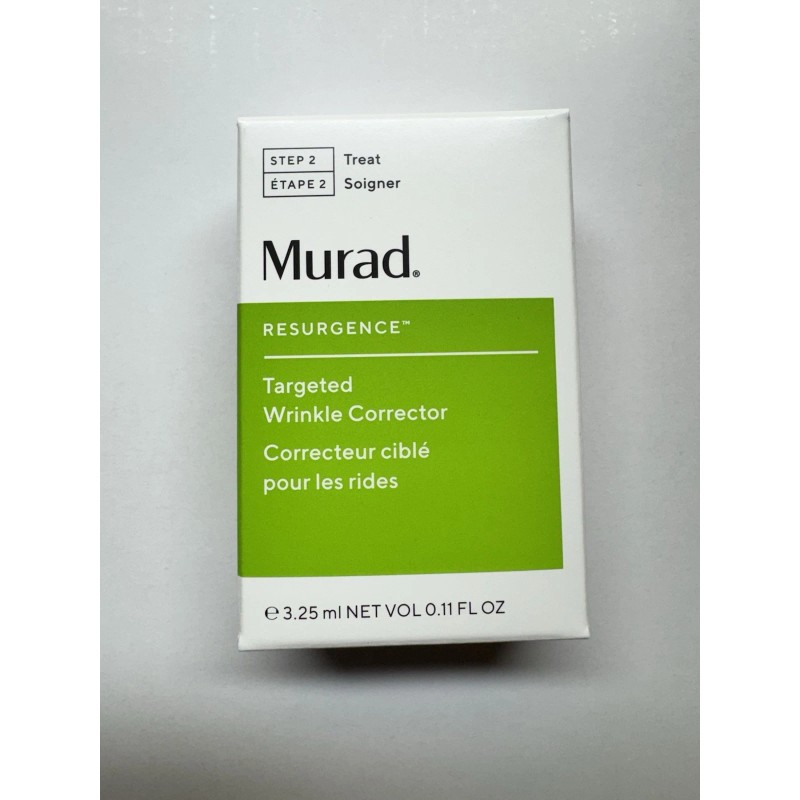 STEP 2 Treat
ÉTAPE 2 Soigner
Murad®
RESURGENCE™
Targeted
Wrinkle Corrector
Correcteur ciblé
pour les rides
℮ 3.25 ml NET VOL 0.11 FL OZ